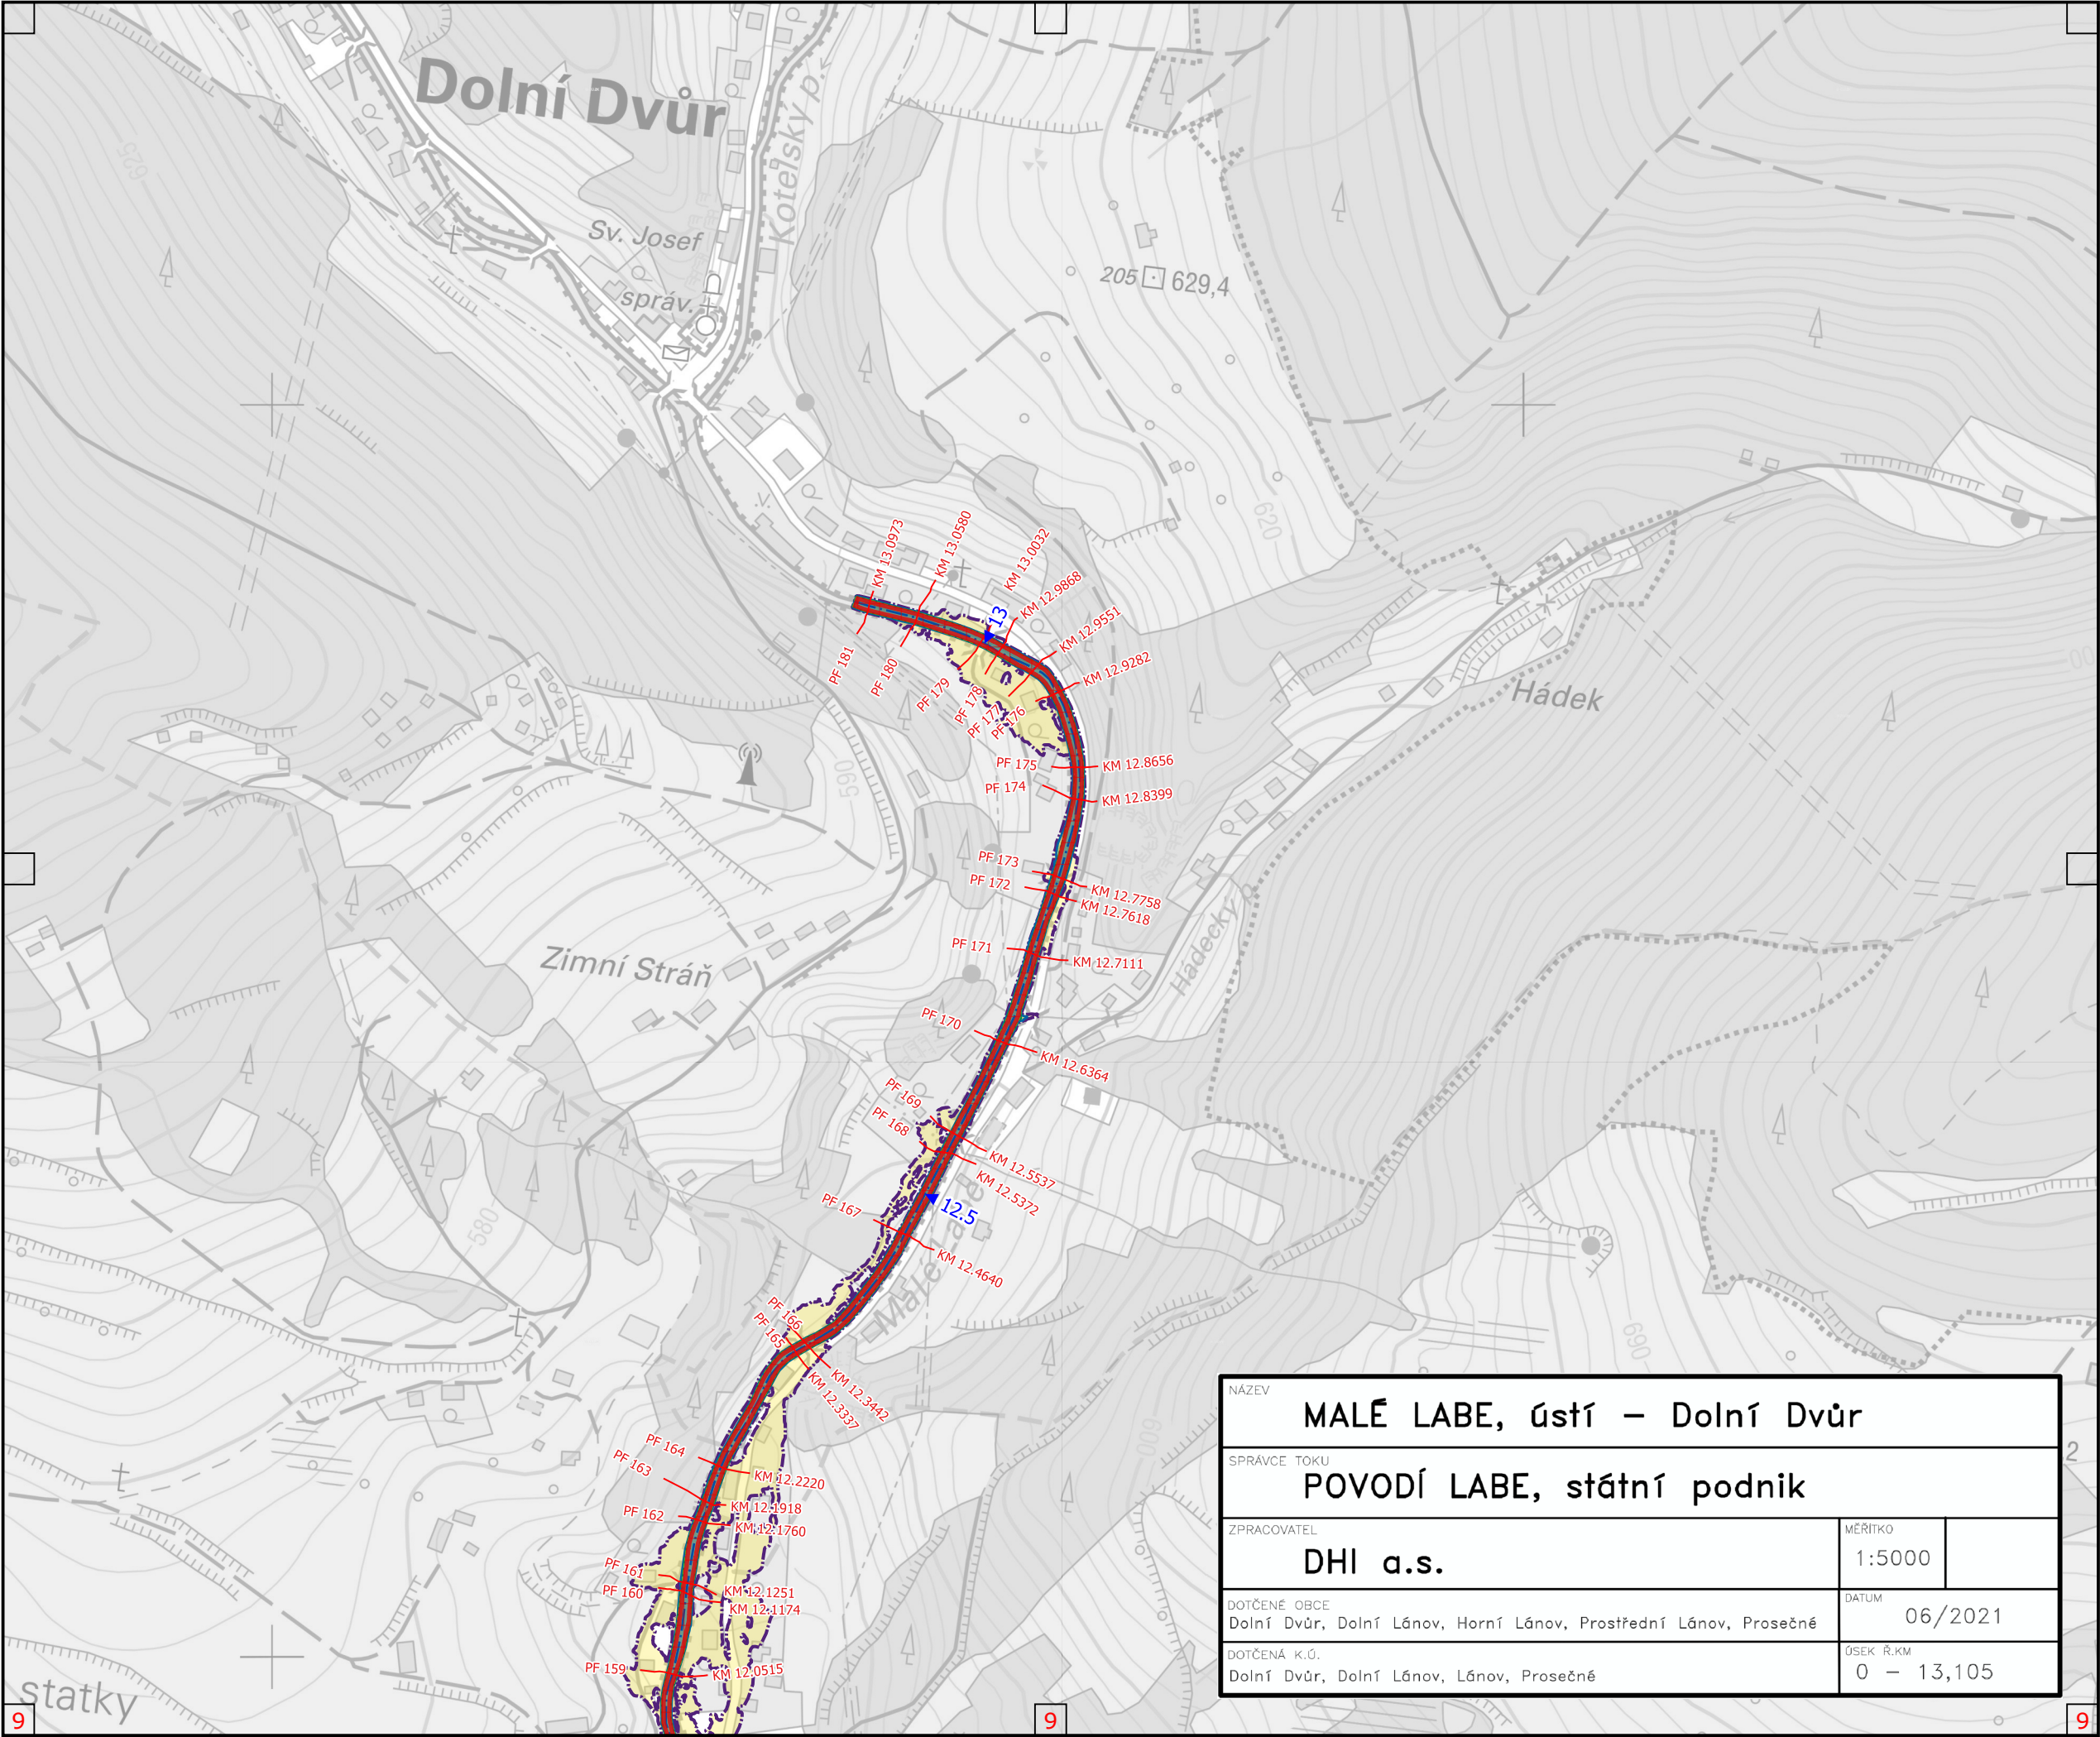 Dolní Dvůr
Kotelský p.
625
Sv. Josef
správ.
205 629,4
620
KM 13.0973
KM 13.0580
KM 13.0032
KM 12.9868
KM 12.9551
KM 12.9282
13
PF 181
PF 180
PF 179
PF 178
PF 177
PF 176
Hádek
590
PF 175
KM 12.8656
PF 174
KM 12.8399
PF 173
PF 172
KM 12.7758
KM 12.7618
Zimní Stráň
PF 171
KM 12.7111
Hádecký p.
PF 170
KM 12.6364
PF 169
PF 168
KM 12.5537
KM 12.5372
12.5
580
PF 167
KM 12.4640
Malé Labe
PF 166
PF 165
KM 12.3442
KM 12.3337
690
600
PF 164
PF 163
KM 12.2220
KM 12.1918
PF 162
KM 12.1760
PF 161
PF 160
KM 12.1251
KM 12.1174
PF 159
KM 12.0515
statky
2
NÁZEV
MALÉ LABE, ústí – Dolní Dvůr
SPRÁVCE TOKU
POVODÍ LABE, státní podnik
ZPRACOVATEL
DHI a.s.
MĚŘÍTKO
1:5000
DOTČENÉ OBCE
Dolní Dvůr, Dolní Lánov, Horní Lánov, Prostřední Lánov, Prosečné
DATUM
06/2021
DOTČENÁ K.Ú.
Dolní Dvůr, Dolní Lánov, Lánov, Prosečné
ÚSEK Ř.KM
0 – 13,105
9
9
9